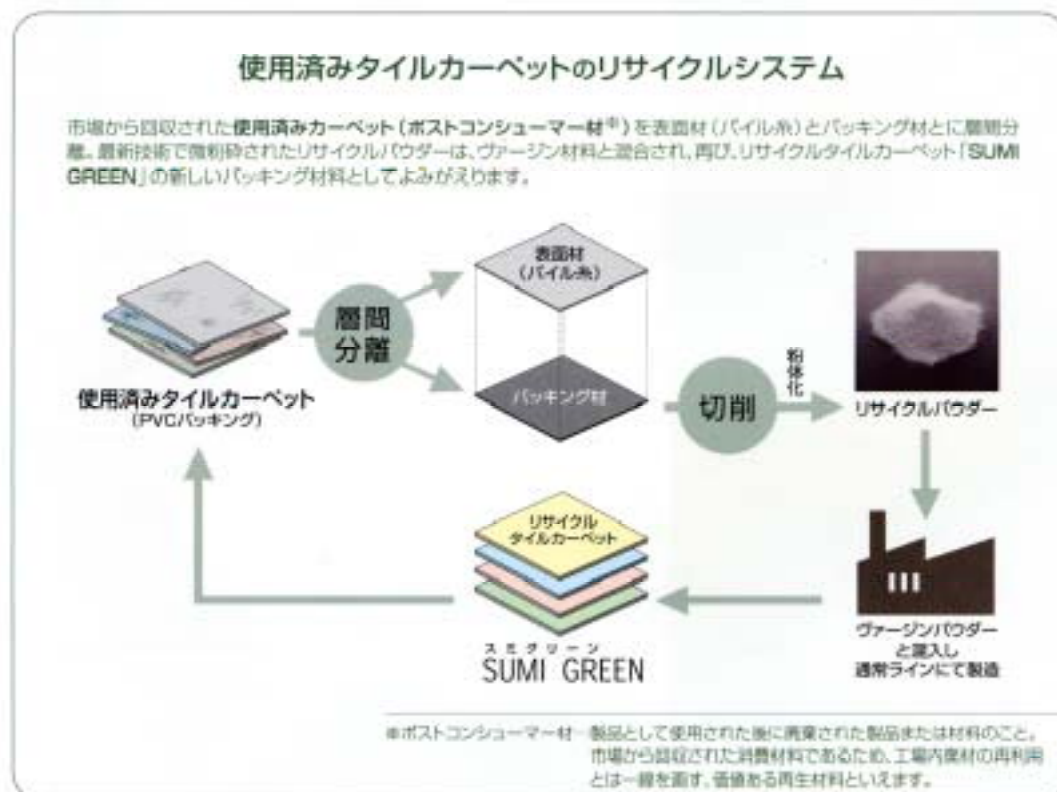 使用済みタイルカーペットのリサイクルシステム
市場から回収された使用済みカーペット(ポストコンシューマー材※)を表面材(パイル糸)とバッキング材とに層間分
離。最新技術で微粉砕されたリサイクルパウダーは、ヴァージン材料と混合され、再び、リサイクルタイルカーペット「SUMI
GREEN」の新しいバッキング材料としてよみがえります。
表面材
(パイル糸)
層間
分離
使用済みタイルカーペット
(PVCバッキング)
バッキング材
切削
粉体化
リサイクルパウダー
リサイクル
タイルカーペット
スミグリーン
SUMI GREEN
ヴァージンパウダー
と混入し
通常ラインにて製造
※ポストコンシューマー材…製品として使用された後に廃棄された製品または材料のこと。
市場から回収された消費材料であるため、工場内廃材の再利用
とは一線を画す、価値ある再生材料といえます。